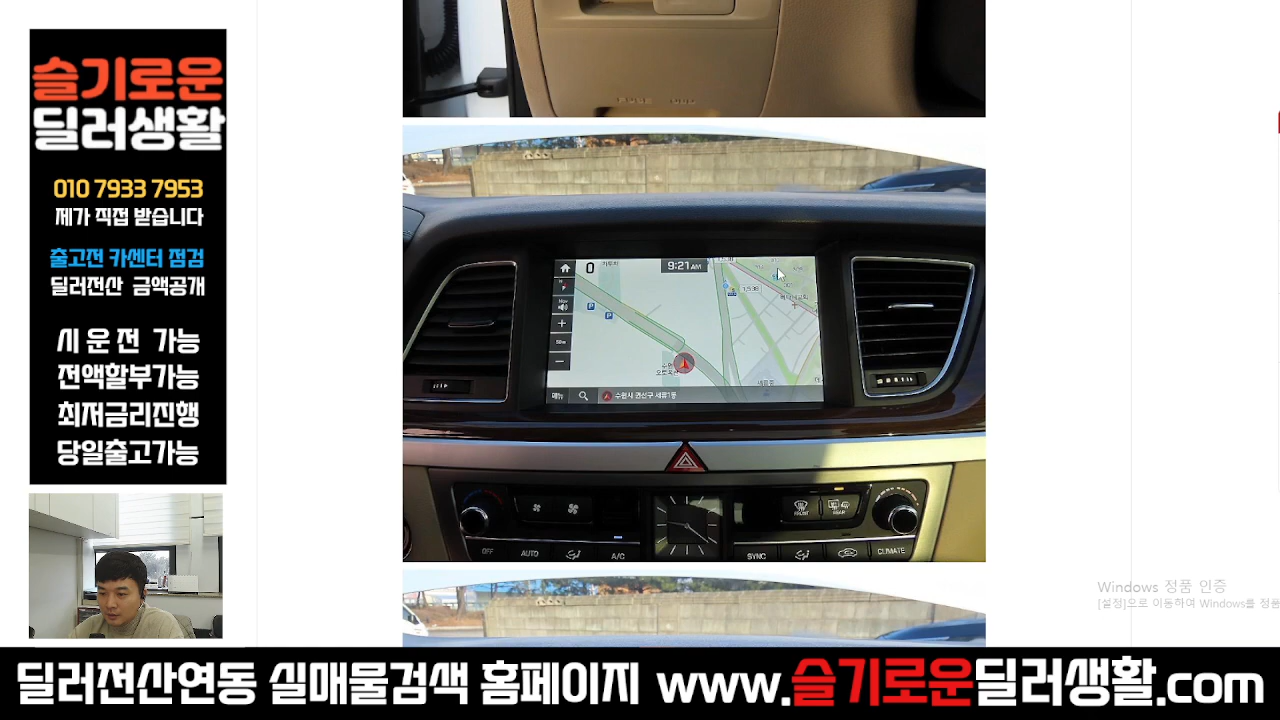 슬기로운
딜러생활
010 7933 7953
제가 직접 받습니다
출고전 카센터 점검
딜러전산 금액공개
시 운 전 가능
전액할부가능
최저금리진행
당일출고가능
0
9:21 AM
50m
메뉴
수원시 권선구 세류1동
FRONT
REAR
OFF
AUTO
A/C
SYNC
CLIMATE
Windows 정품 인증
[설정]으로 이동하여 Windows를 정품
딜러전산연동 실매물검색 홈페이지 www.슬기로운딜러생활.com